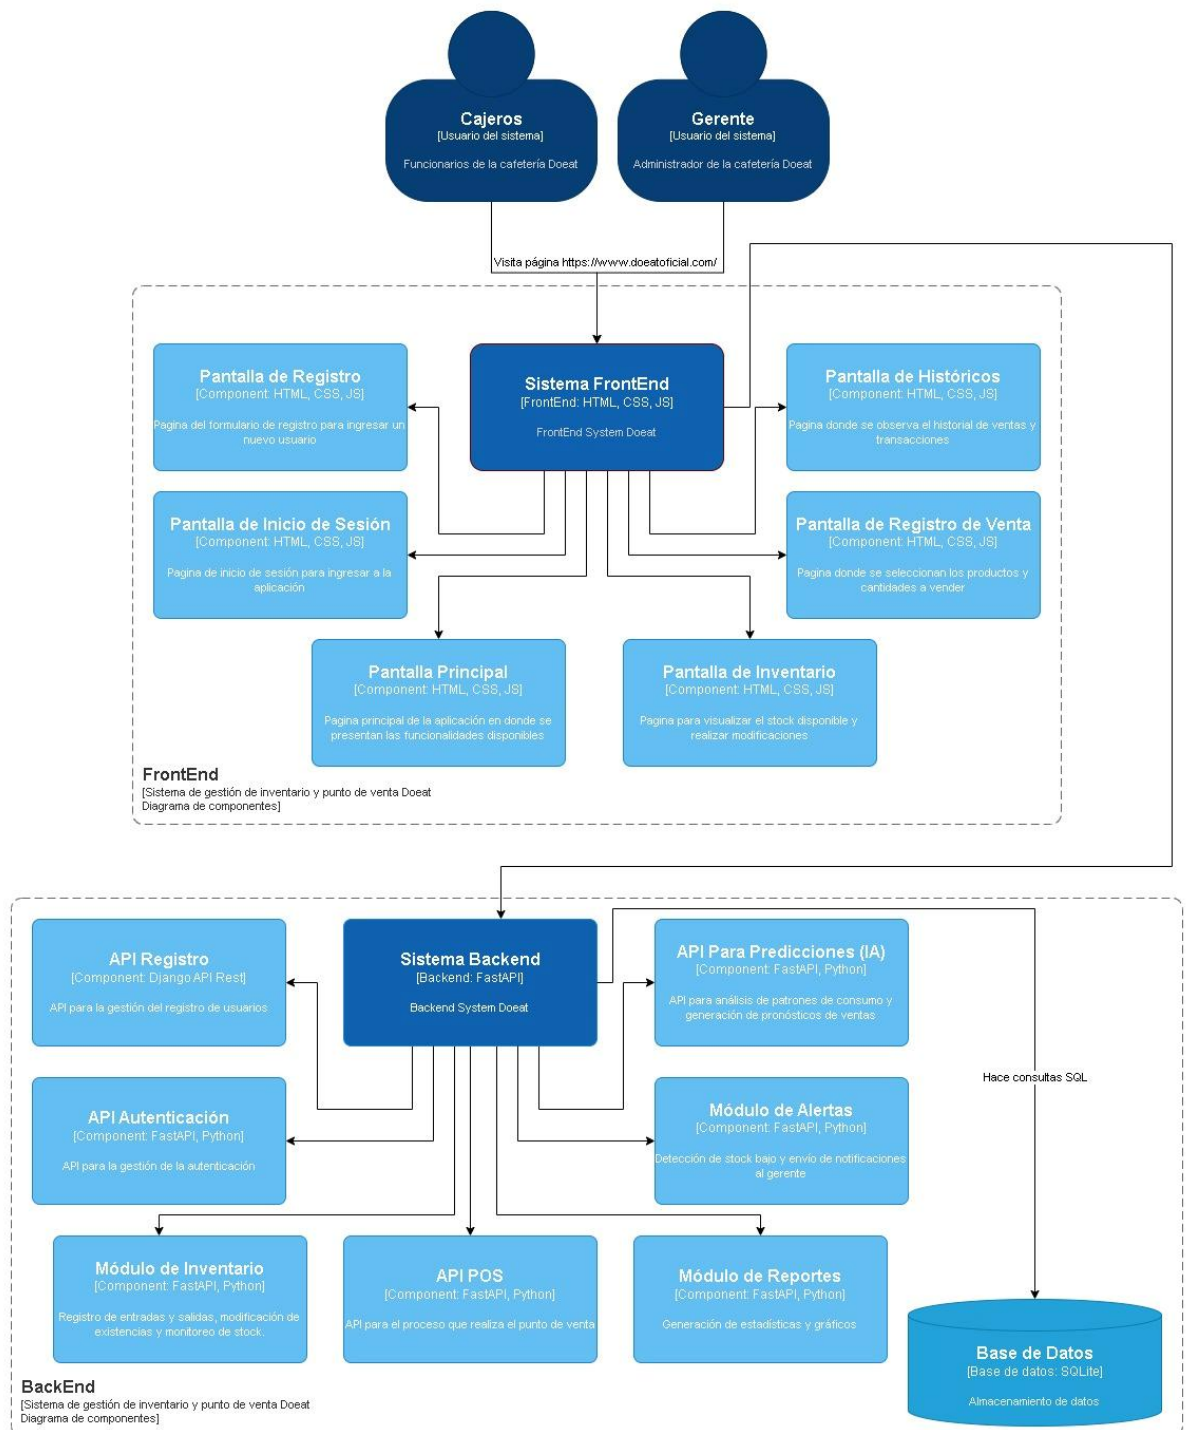 Cajeros
[Usuario del sistema]
Funcionarios de la cafetería Doeat
Gerente
[Usuario del sistema]
Administrador de la cafetería Doeat
Visita página https://www.doeatoficial.com/
Pantalla de Registro
[Component: HTML, CSS, JS]
Pagina del formulario de registro para ingresar un
nuevo usuario
Sistema FrontEnd
[FrontEnd: HTML, CSS, JS]
FrontEnd System Doeat
Pantalla de Históricos
[Component: HTML, CSS, JS]
Pagina donde se observa el historial de ventas y
transacciones
Pantalla de Inicio de Sesión
[Component: HTML, CSS, JS]
Pagina de inicio de sesión para ingresar a la
aplicación
Pantalla de Registro de Venta
[Component: HTML, CSS, JS]
Pagina donde se seleccionan los productos y
cantidades a vender
Pantalla Principal
[Component: HTML, CSS, JS]
Pagina principal de la aplicación en donde se
presentan las funcionalidades disponibles
Pantalla de Inventario
[Component: HTML, CSS, JS]
Pagina para visualizar el stock disponible y
realizar modificaciones
FrontEnd
[Sistema de gestión de inventario y punto de venta Doeat
Diagrama de componentes]
API Registro
[Component: Django API Rest]
API para la gestión del registro de usuarios
Sistema Backend
[Backend: FastAPI]
Backend System Doeat
API Para Predicciones (IA)
[Component: FastAPI, Python]
API para análisis de patrones de consumo y
generación de pronósticos de ventas
Hace consultas SQL
API Autenticación
[Component: FastAPI, Python]
API para la gestión de la autenticación
Módulo de Alertas
[Component: FastAPI, Python]
Detección de stock bajo y envío de notificaciones
al gerente
Módulo de Inventario
[Component: FastAPI, Python]
Registro de entradas y salidas, modificación de
existencias y monitoreo de stock.
API POS
[Component: FastAPI, Python]
API para el proceso que realiza el punto de venta
Módulo de Reportes
[Component: FastAPI, Python]
Generación de estadísticas y gráficos
Base de Datos
[Base de datos: SQLite]
Almacenamiento de datos
BackEnd
[Sistema de gestión de inventario y punto de venta Doeat
Diagrama de componentes]